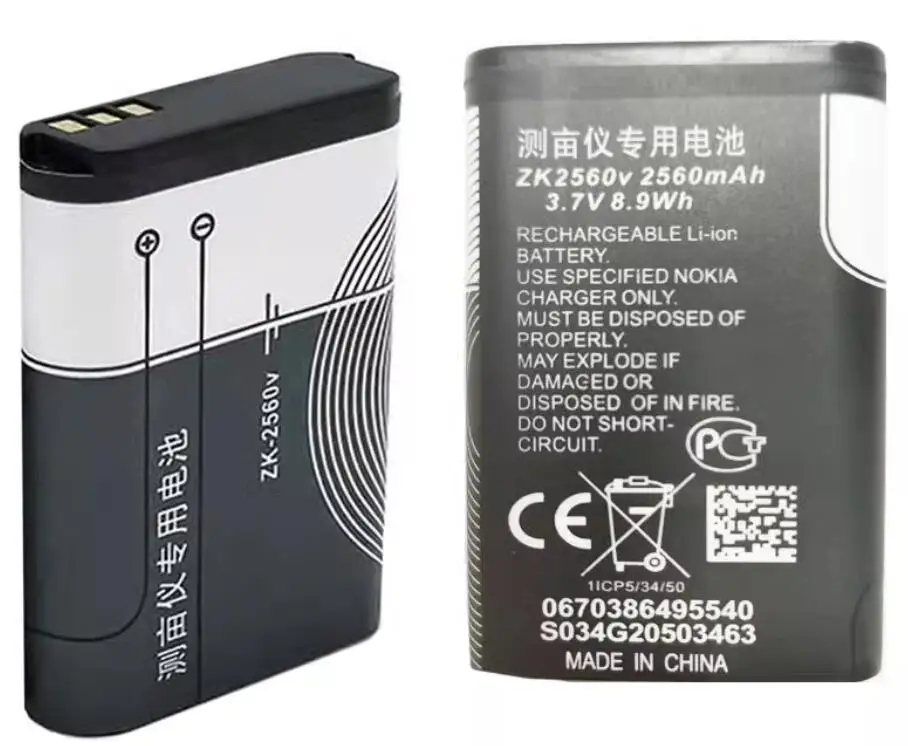 测亩仪专用电池
ZK-2560v
测亩仪专用电池
ZK2560v 2560mAh
3.7V 8.9Wh
RECHARGEABLE Li-ion
BATTERY.
USE SPECIFIED NOKIA
CHARGER ONLY.
MUST BE DISPOSED OF
PROPERLY.
MAY EXPLODE IF
DAMAGED OR
DISPOSED OF IN FIRE.
DO NOT SHORT-
CIRCUIT.
PCT
CE
1ICP5/34/50
0670386495540
S034G20503463
MADE IN CHINA